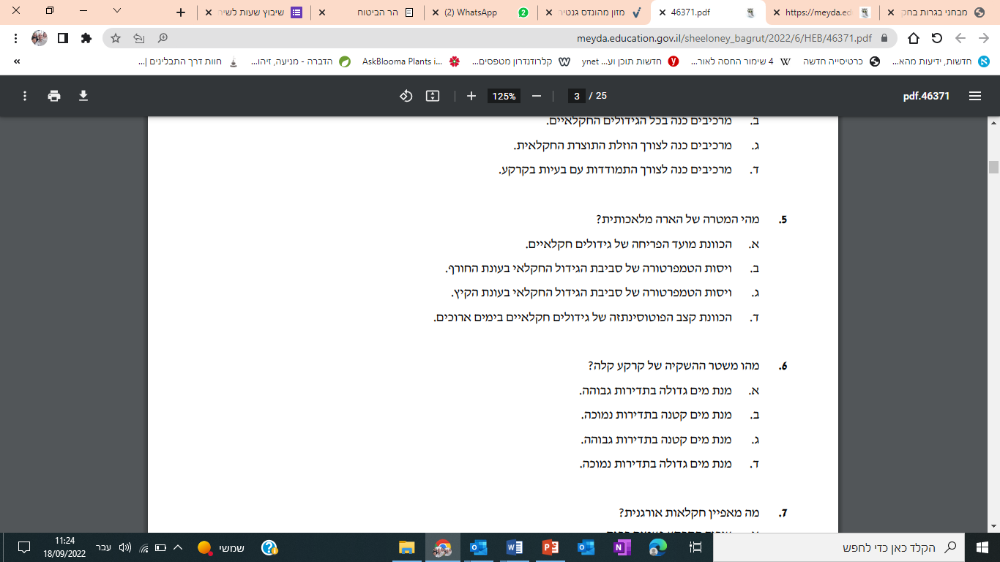 מבחני בגרות בחק
https://meyda.ed
46371.pdf
מזון מהונדס גנטי
(2) WhatsApp
הר הביטוח
שיבוץ שעות לשיר
meyda.education.gov.il/sheeloney_bagrut/2022/6/HEB/46371.pdf
חדשות, ידיעות מהא...
כרטיסייה חדשה
4 שימור החסה לאור...
חדשות תוכן וע... ynet
קלרודנדרון מטפסים...
AskBlooma Plants i...
הדברה - מניעה, זיהו...
חוות דרך התבלינים |...
»
pdf.46371
3 / 25
125%
ב. מרכיבים כנה בכל הגידולים החקלאיים.
ג. מרכיבים כנה לצורך הוזלת התוצרת החקלאית.
ד. מרכיבים כנה לצורך התמודדות עם בעיות בקרקע.
5. מהי המטרה של הארה מלאכותית?
א. הכוונת מועד הפריחה של גידולים חקלאיים.
ב. ויסות הטמפרטורה של סביבת הגידול החקלאי בעונת החורף.
ג. ויסות הטמפרטורה של סביבת הגידול החקלאי בעונת הקיץ.
ד. הכוונת קצב הפוטוסינתזה של גידולים חקלאיים בימים ארוכים.
6. מהו משטר ההשקיה של קרקע קלה?
א. מנת מים גדולה בתדירות גבוהה.
ב. מנת מים קטנה בתדירות נמוכה.
ג. מנת מים קטנה בתדירות גבוהה.
ד. מנת מים גדולה בתדירות נמוכה.
7. מה מאפיין חקלאות אורגנית?
הקלד כאן כדי לחפש
שמשי
עבר
11:24
18/09/2022